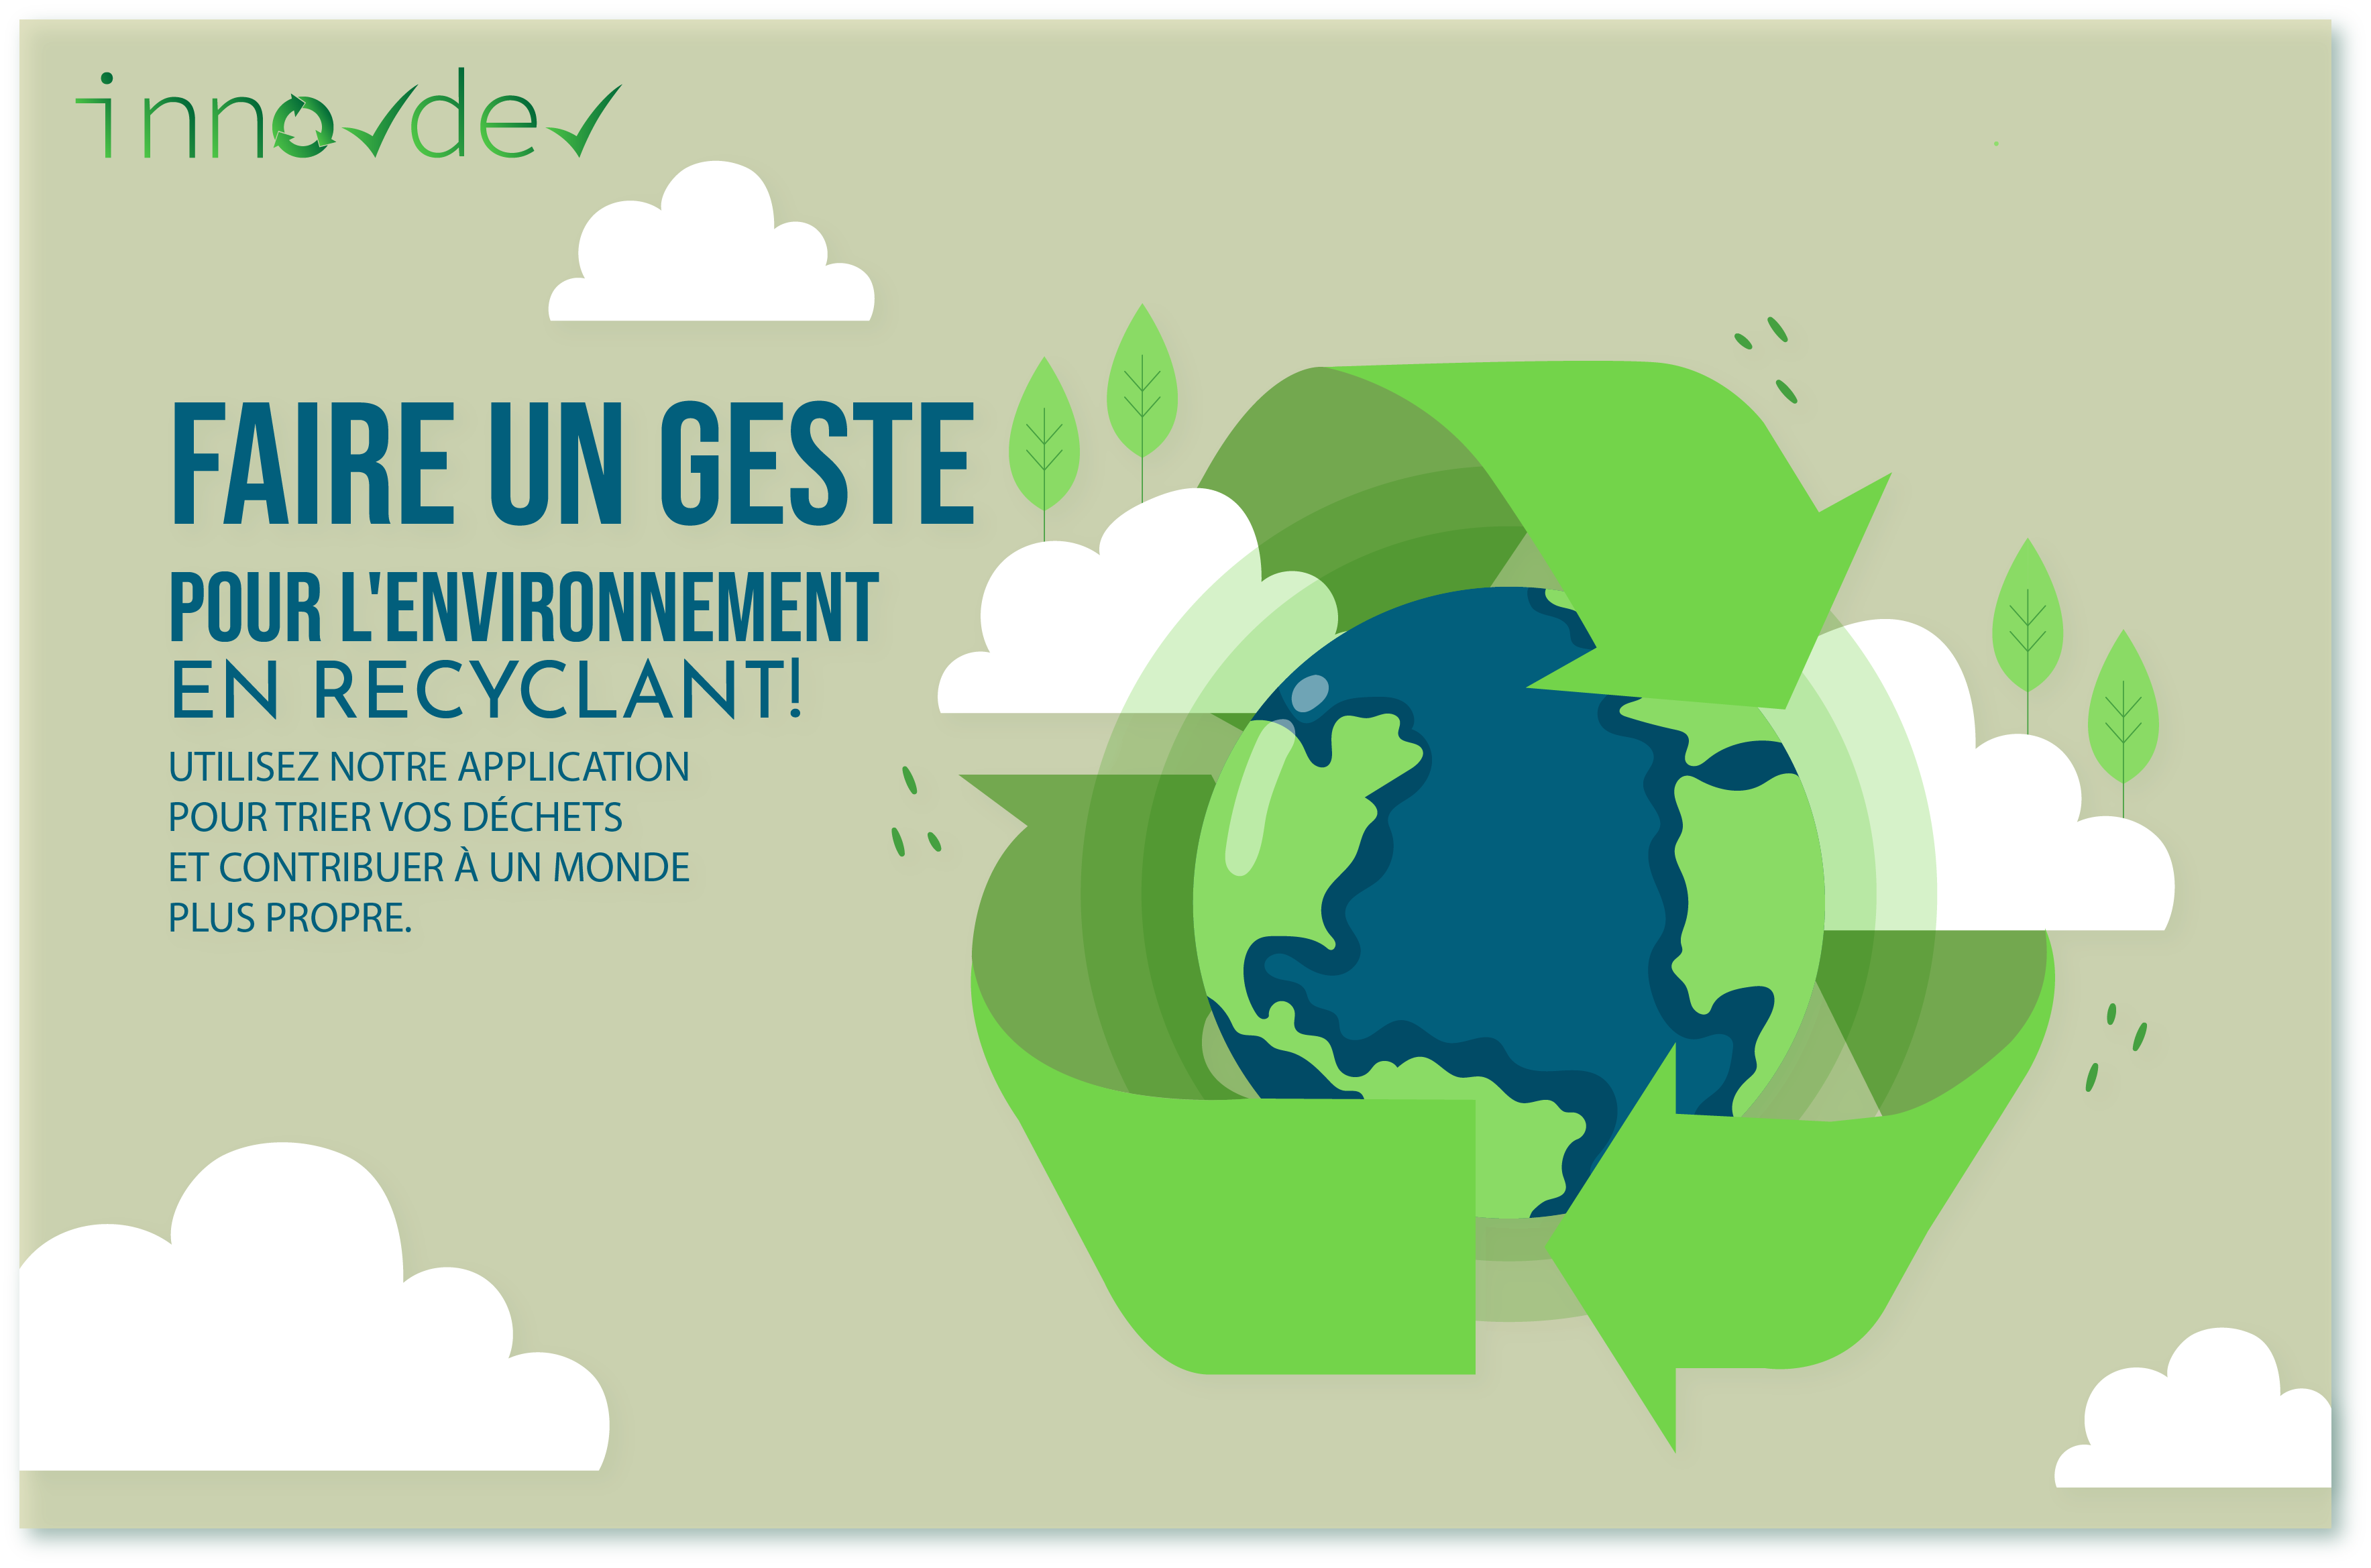 innovdev
FAIRE UN GESTE
POUR L'ENVIRONNEMENT
EN RECYCLANT!
UTILISEZ NOTRE APPLICATION
POUR TRIER VOS DÉCHETS
ET CONTRIBUER À UN MONDE
PLUS PROPRE.